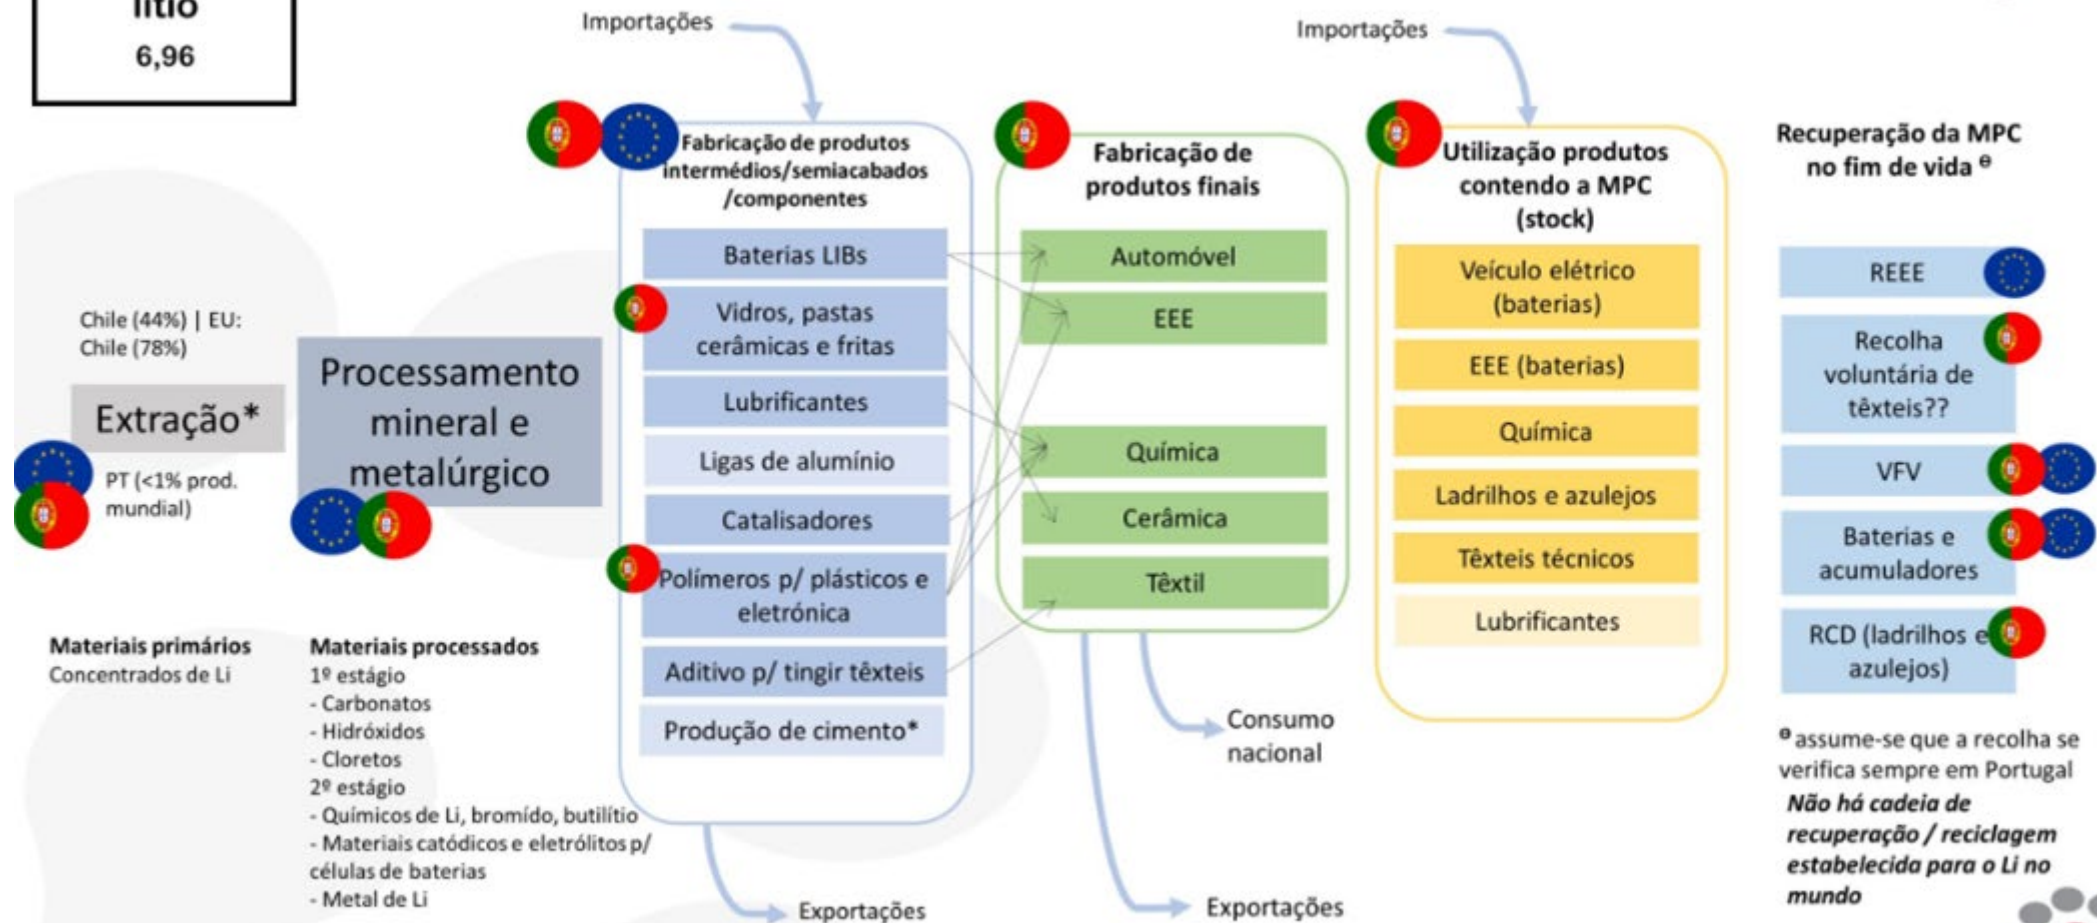 lítio
6,96
Importações
Importações
Chile (44%) | EU:
Chile (78%)
Extração*
PT (<1% prod.
mundial)
Materiais primários
Concentrados de Li
Processamento
mineral e
metalúrgico
Materiais processados
1º estágio
- Carbonatos
- Hidróxidos
- Cloretos
2º estágio
- Químicos de Li, bromído, butilítio
- Materiais catódicos e eletrólitos p/
células de baterias
- Metal de Li
Fabricação de produtos
intermédios/semiacabados
/componentes
Baterias LIBs
Vidros, pastas
cerâmicas e fritas
Lubrificantes
Ligas de alumínio
Catalisadores
Polímeros p/ plásticos e
eletrónica
Aditivo p/ tingir têxteis
Produção de cimento*
Exportações
Fabricação de
produtos finais
Automóvel
EEE
Química
Cerâmica
Têxtil
Consumo
nacional
Exportações
Utilização produtos
contendo a MPC
(stock)
Veículo elétrico
(baterias)
EEE (baterias)
Química
Ladrilhos e azulejos
Têxteis técnicos
Lubrificantes
Recuperação da MPC
no fim de vida ᶱ
REEE
Recolha
voluntária de
têxteis??
VFV
Baterias e
acumuladores
RCD (ladrilhos e
azulejos)
ᶱ assume-se que a recolha se
verifica sempre em Portugal
Não há cadeia de
recuperação / reciclagem
estabelecida para o Li no
mundo